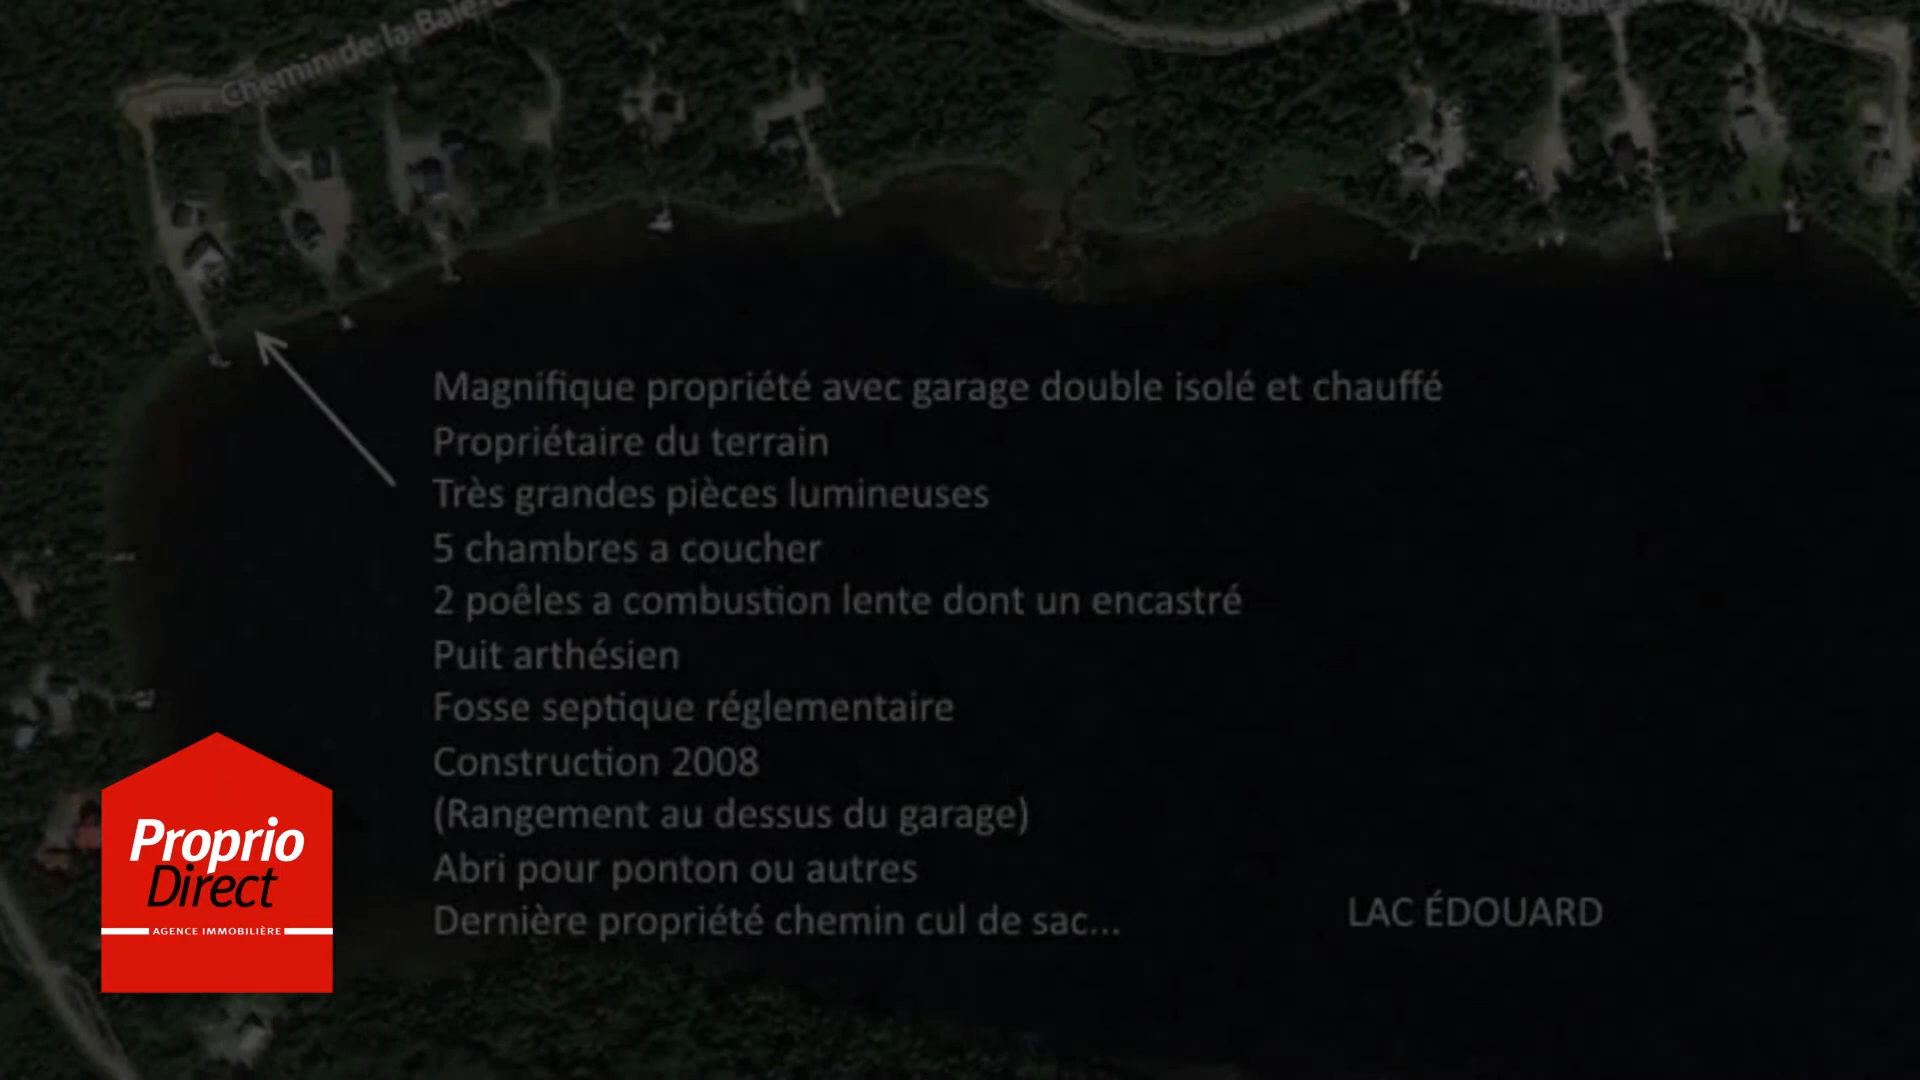 Chemin de la Baie
Magnifique propriété avec garage double isolé et chauffé
Propriétaire du terrain
Très grandes pièces lumineuses
5 chambres a coucher
2 poêles a combustion lente dont un encastré
Puit arthésien
Fosse septique réglementaire
Construction 2008
(Rangement au dessus du garage)
Abri pour ponton ou autres
Dernière propriété chemin cul de sac...
LAC ÉDOUARD
Proprio
Direct
AGENCE IMMOBILIÈRE